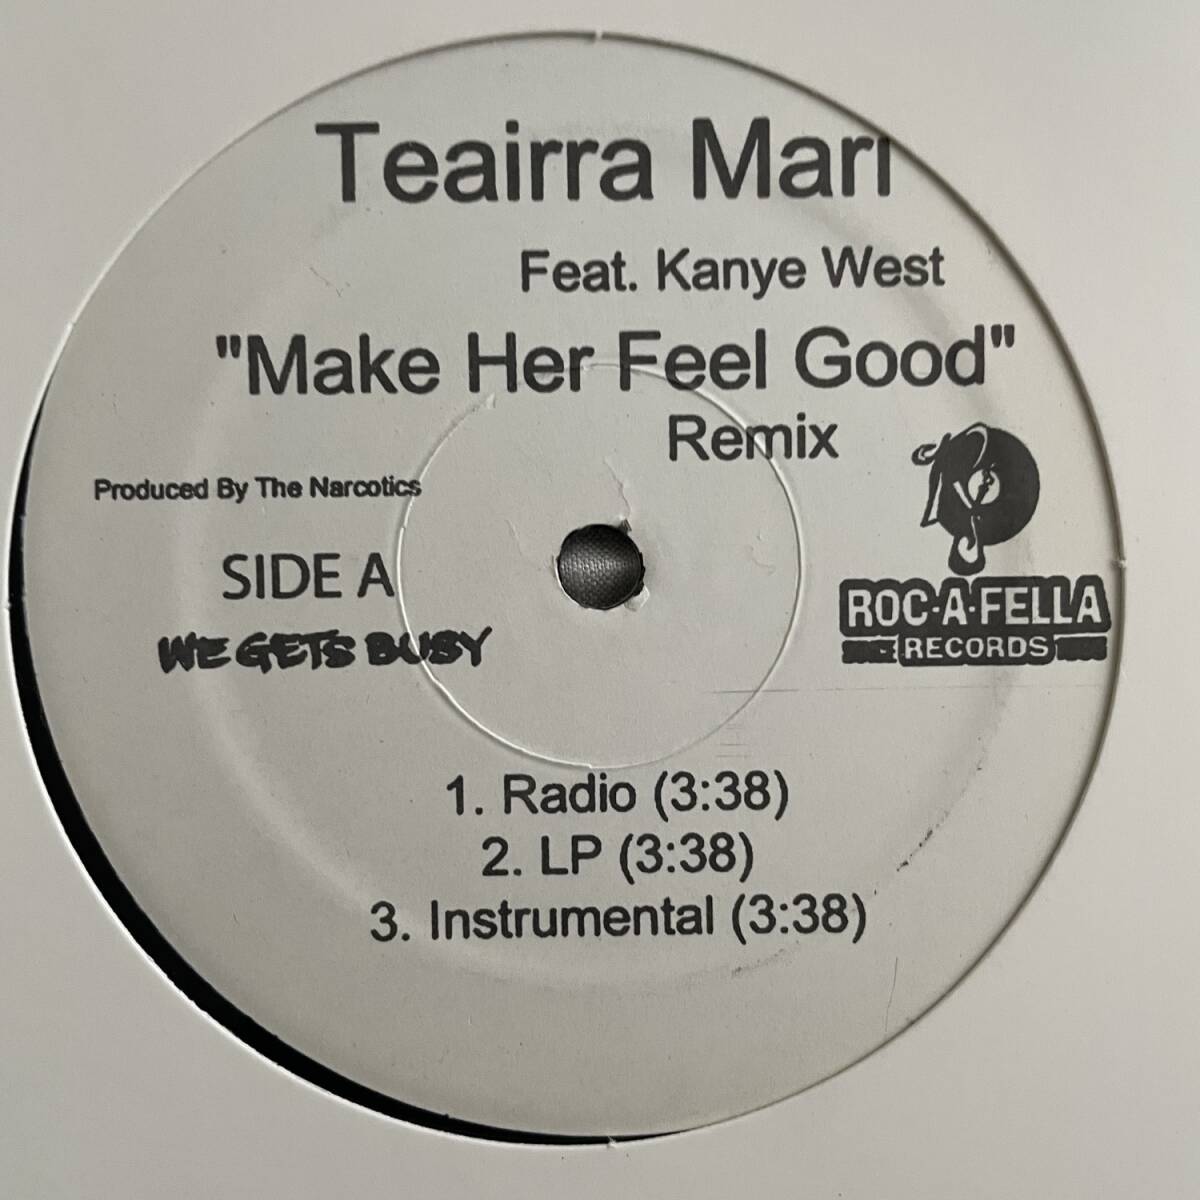 Teairra Mari
Feat. Kanye West
"Make Her Feel Good"
Remix
Produced By The Narcotics
SIDE A
WE GETS BUSY
ROC-A-FELLA
RECORDS
1. Radio (3:38)
2. LP (3:38)
3. Instrumental (3:38)